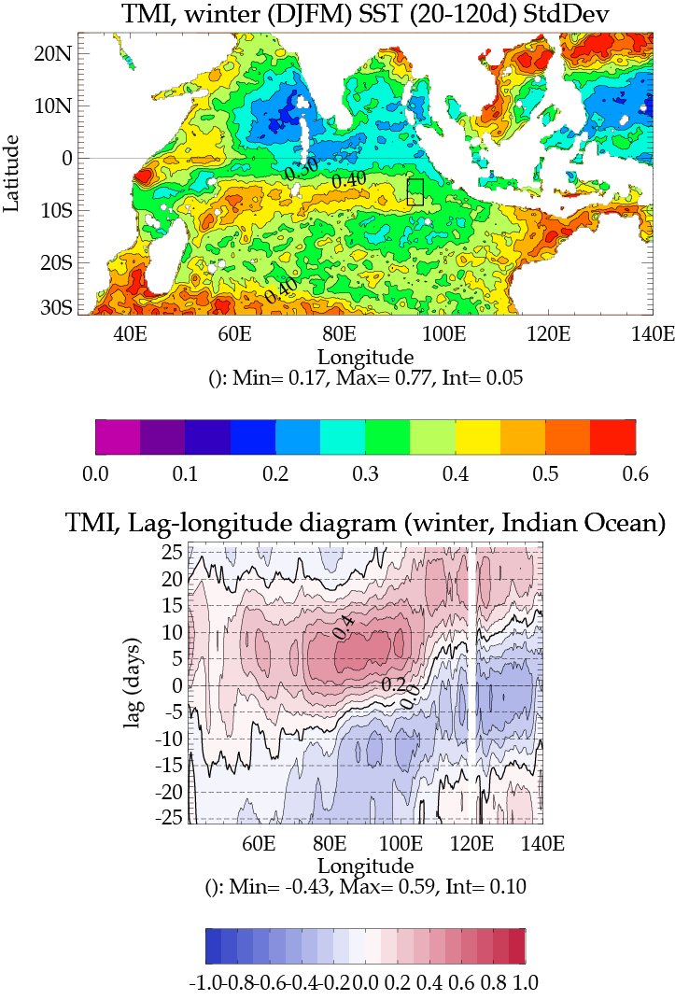 TMI, winter (DJFM) SST (20-120d) StdDev
20N
10N
0
10S
20S
30S
Latitude
0.30
0.40
0.40
40E 60E 80E 100E 120E 140E
Longitude
(): Min= 0.17, Max= 0.77, Int= 0.05
0.0 0.1 0.2 0.3 0.4 0.5 0.6
TMI, Lag-longitude diagram (winter, Indian Ocean)
25
20
15
10
5
0
-5
-10
-15
-20
-25
lag (days)
0.4
0.2
0.0
60E 80E 100E 120E 140E
Longitude
(): Min= -0.43, Max= 0.59, Int= 0.10
-1.0-0.8-0.6-0.4-0.20.0 0.2 0.4 0.6 0.8 1.0